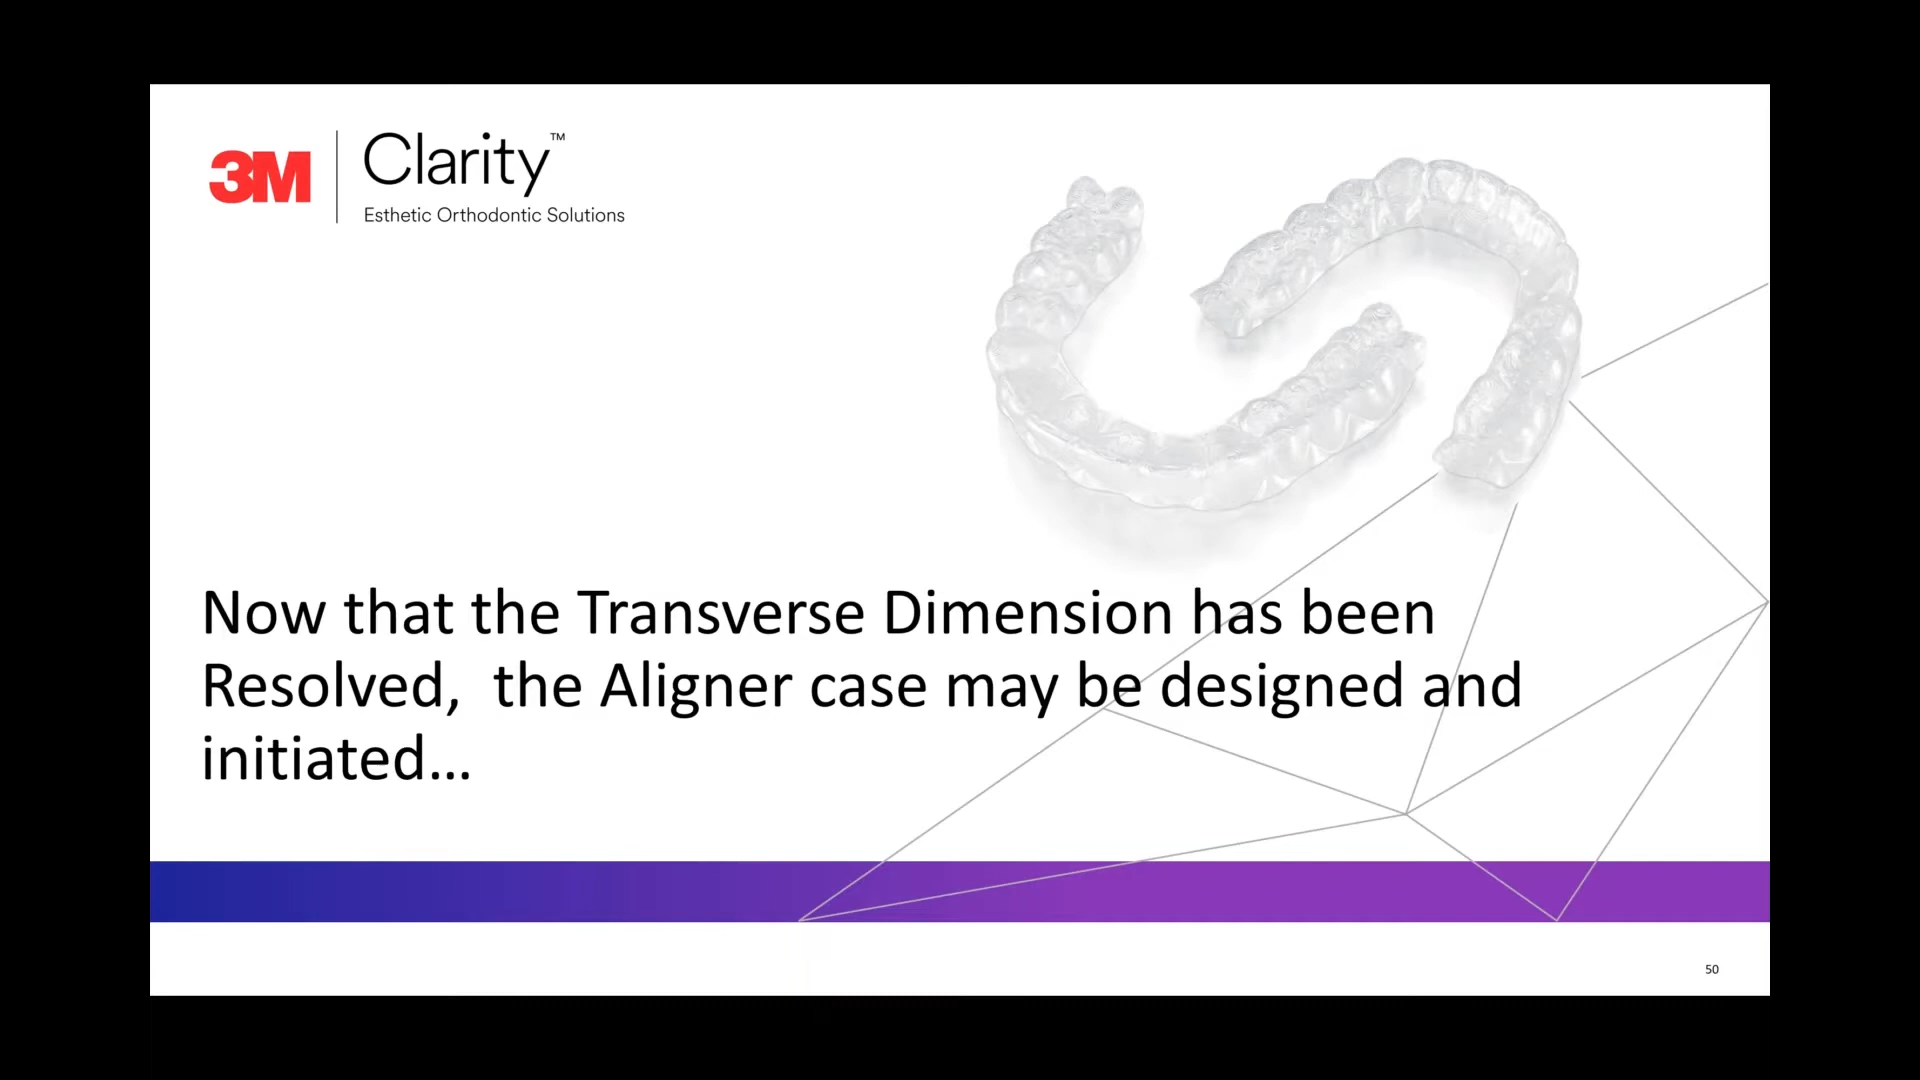 3M
Clarity™
Esthetic Orthodontic Solutions
Now that the Transverse Dimension has been
Resolved,  the Aligner case may be designed and
initiated...
50